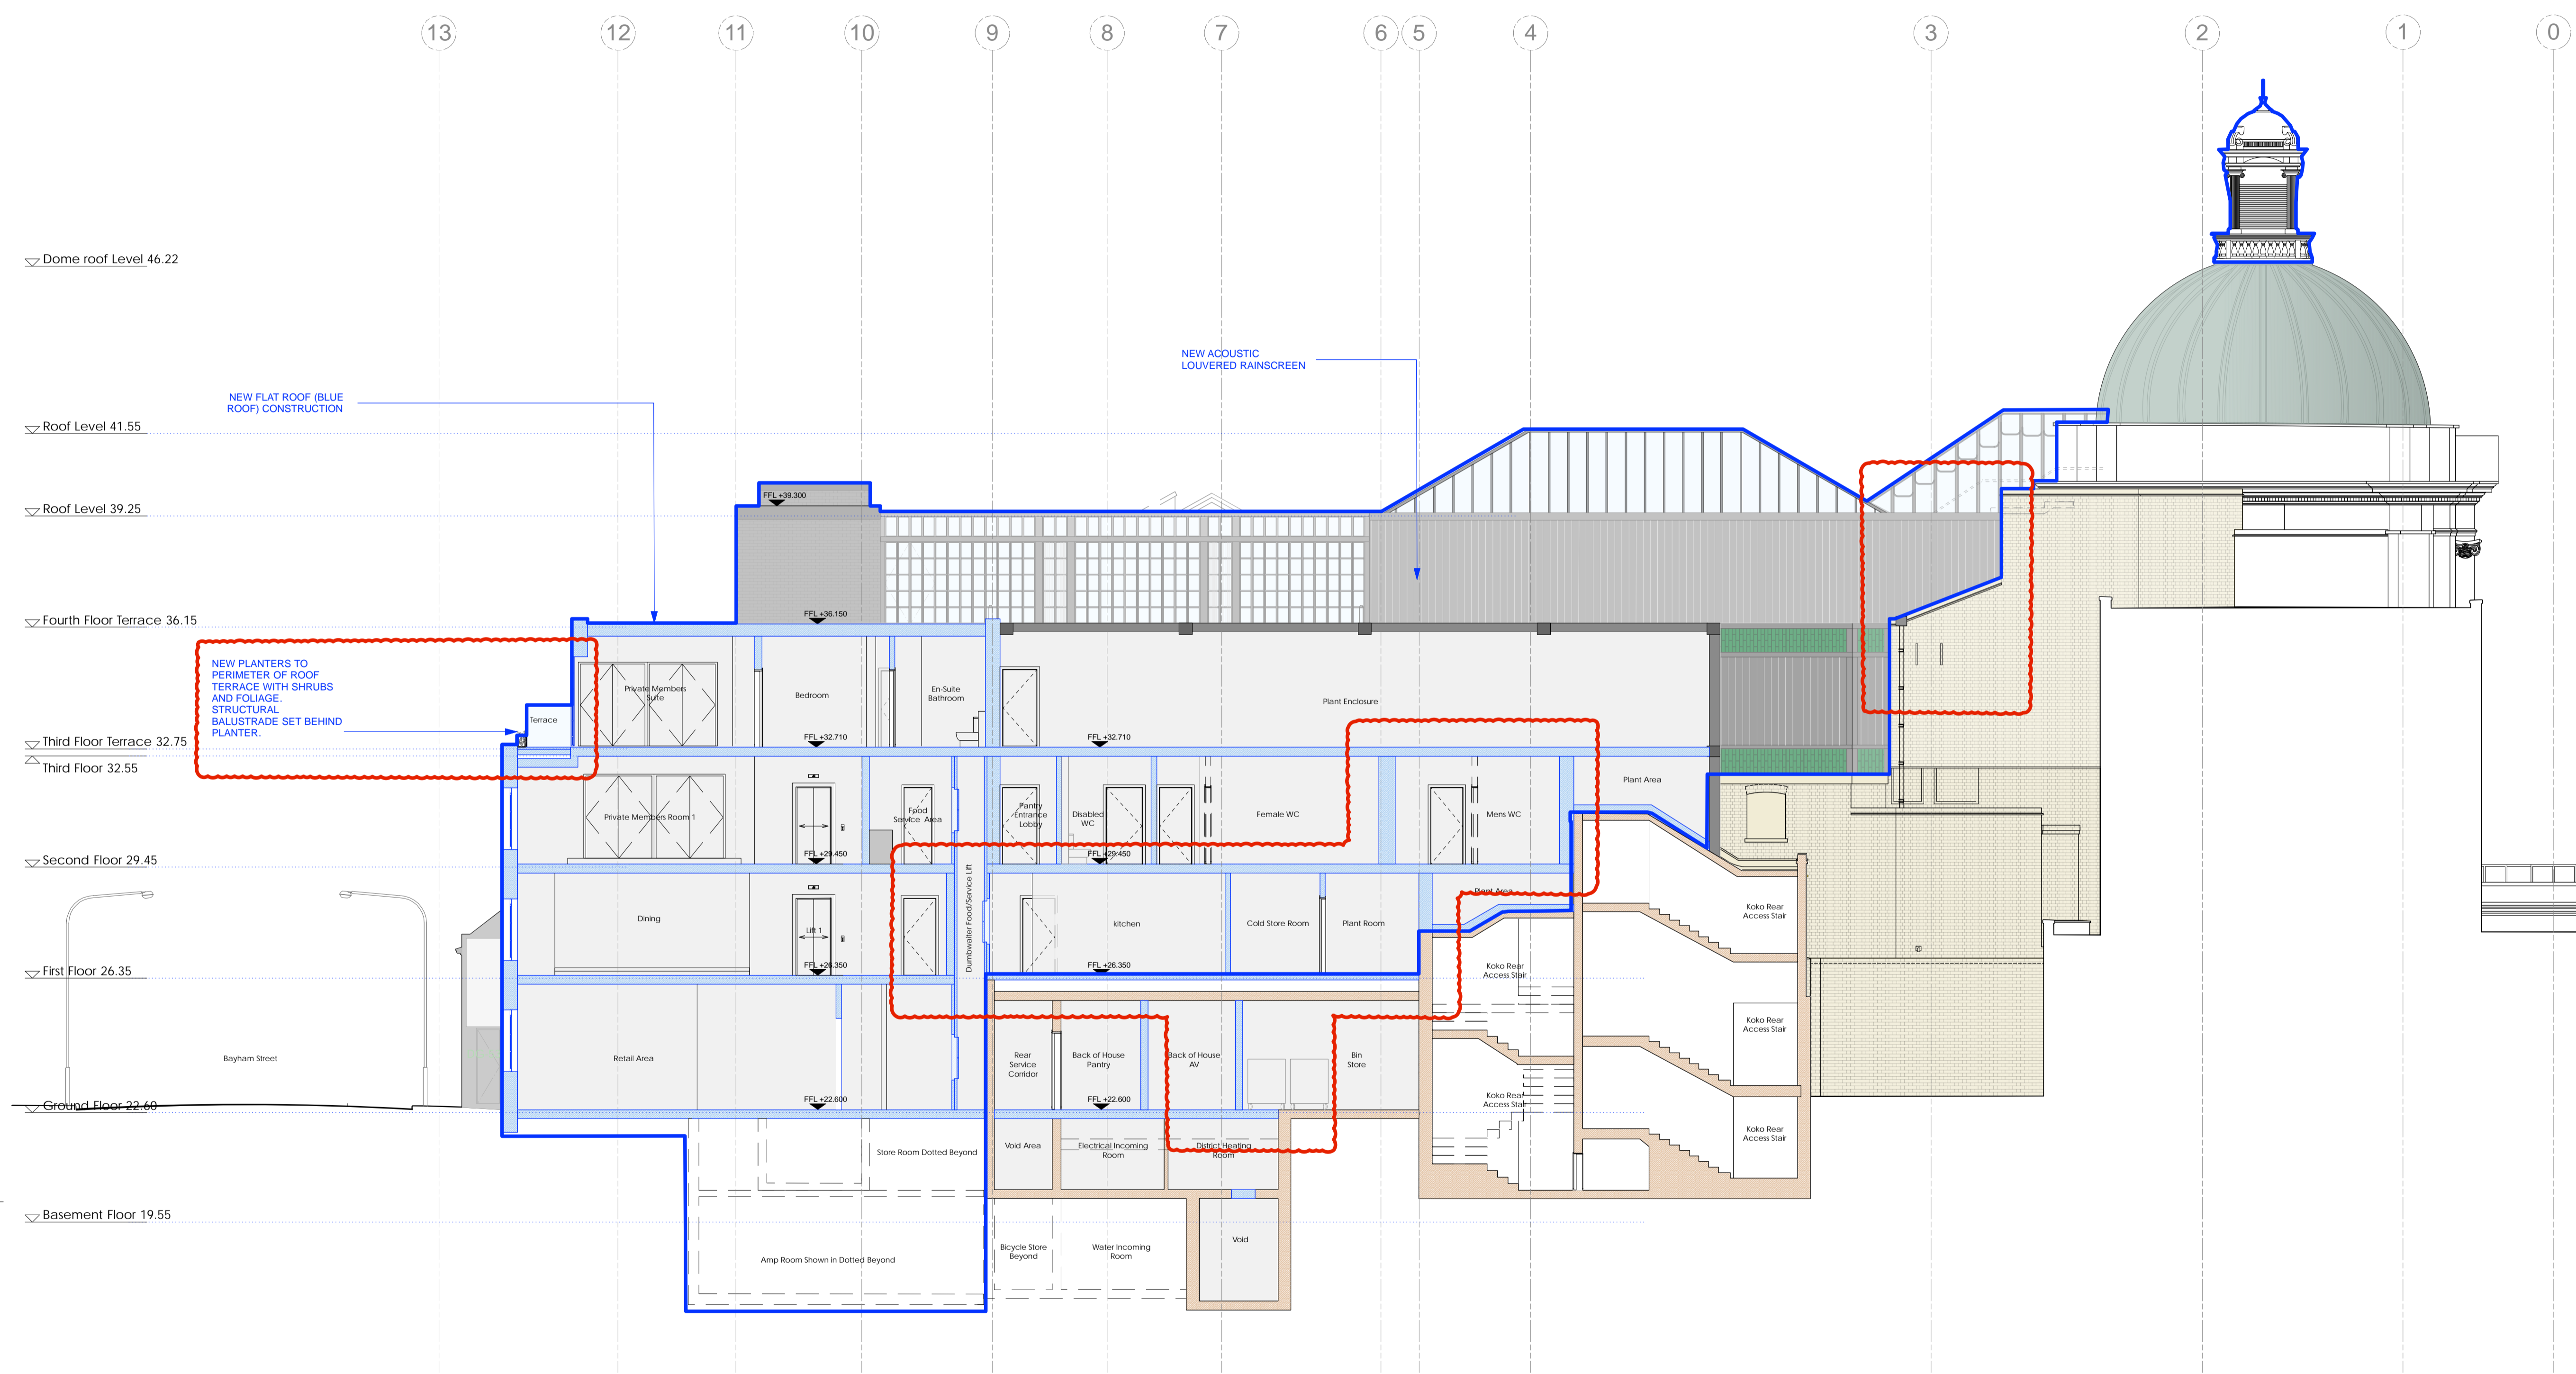 13
12
11
10
9
8
7
6
5
4
3
2
1
0
Dome roof Level 46.22
NEW ACOUSTIC
LOUVERED RAINSCREEN
NEW FLAT ROOF (BLUE
ROOF) CONSTRUCTION
Roof Level 41.55
FFL +39.300
Roof Level 39.25
FFL +36.150
Fourth Floor Terrace 36.15
NEW PLANTERS TO
PERIMETER OF ROOF
TERRACE WITH SHRUBS
AND FOLIAGE.
STRUCTURAL
BALUSTRADE SET BEHIND
PLANTER.
Terrace
Private Members
Suite
Bedroom
En-Suite
Bathroom
Plant Enclosure
FFL +32.710
FFL +32.710
Third Floor Terrace 32.75
Third Floor 32.55
Private Members Room 1
Food
Service Area
Pantry
Entrance
Lobby
Disabled
WC
Female WC
Mens WC
Plant Area
FFL +29.450
FFL +29.450
Second Floor 29.45
Dining
Lift 1
Dumbwaiter Food/Service Lift
kitchen
Cold Store Room
Plant Room
Plant Area
Koko Rear
Access Stair
FFL +26.350
FFL +26.350
First Floor 26.35
Koko Rear
Access Stair
Koko Rear
Access Stair
Bayham Street
Retail Area
Rear
Service
Corridor
Back of House
Pantry
Back of House
AV
Bin
Store
FFL +22.600
FFL +22.600
Koko Rear
Access Stair
Ground Floor 22.60
Koko Rear
Access Stair
Store Room Dotted Beyond
Void Area
Electrical Incoming
Room
District Heating
Room
Basement Floor 19.55
Amp Room Shown in Dotted Beyond
Bicycle Store
Beyond
Water Incoming
Room
Void